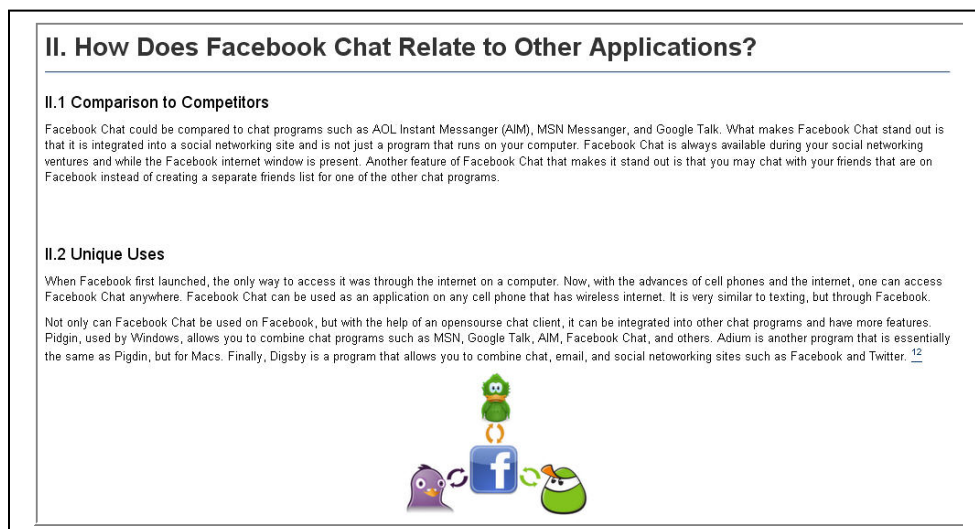 II. How Does Facebook Chat Relate to Other Applications?
II.1 Comparison to Competitors
Facebook Chat could be compared to chat programs such as AOL Instant Messanger (AIM), MSN Messanger, and Google Talk. What makes Facebook Chat stand out is
that it is integrated into a social networking site and is not just a program that runs on your computer. Facebook Chat is always available during your social networking
ventures and while the Facebook internet window is present. Another feature of Facebook Chat that makes it stand out is that you may chat with your friends that are on
Facebook instead of creating a separate friends list for one of the other chat programs.
II.2 Unique Uses
When Facebook first launched, the only way to access it was through the internet on a computer. Now, with the advances of cell phones and the internet, one can access
Facebook Chat anywhere. Facebook Chat can be used as an application on any cell phone that has wireless internet. It is very similar to texting, but through Facebook.
Not only can Facebook Chat be used on Facebook, but with the help of an opensourse chat client, it can be integrated into other chat programs and have more features.
Pidgin, used by Windows, allows you to combine chat programs such as MSN, Google Talk, AIM, Facebook Chat, and others. Adium is another program that is essentially
the same as Pigdin, but for Macs. Finally, Digsby is a program that allows you to combine chat, email, and social netoworking sites such as Facebook and Twitter. 12
f